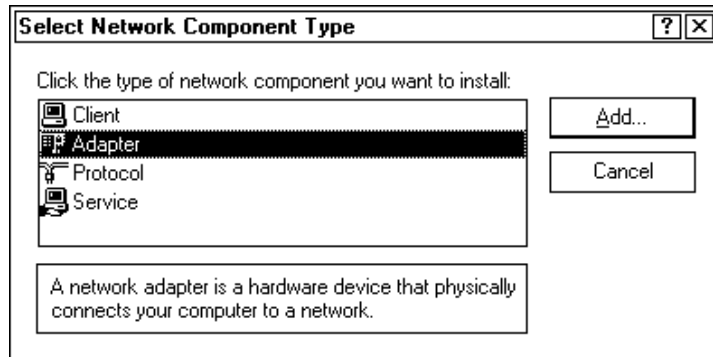 Select Network Component Type
Click the type of network component you want to install:
Client
Adapter
Protocol
Service
Add...
Cancel
A network adapter is a hardware device that physically
connects your computer to a network.